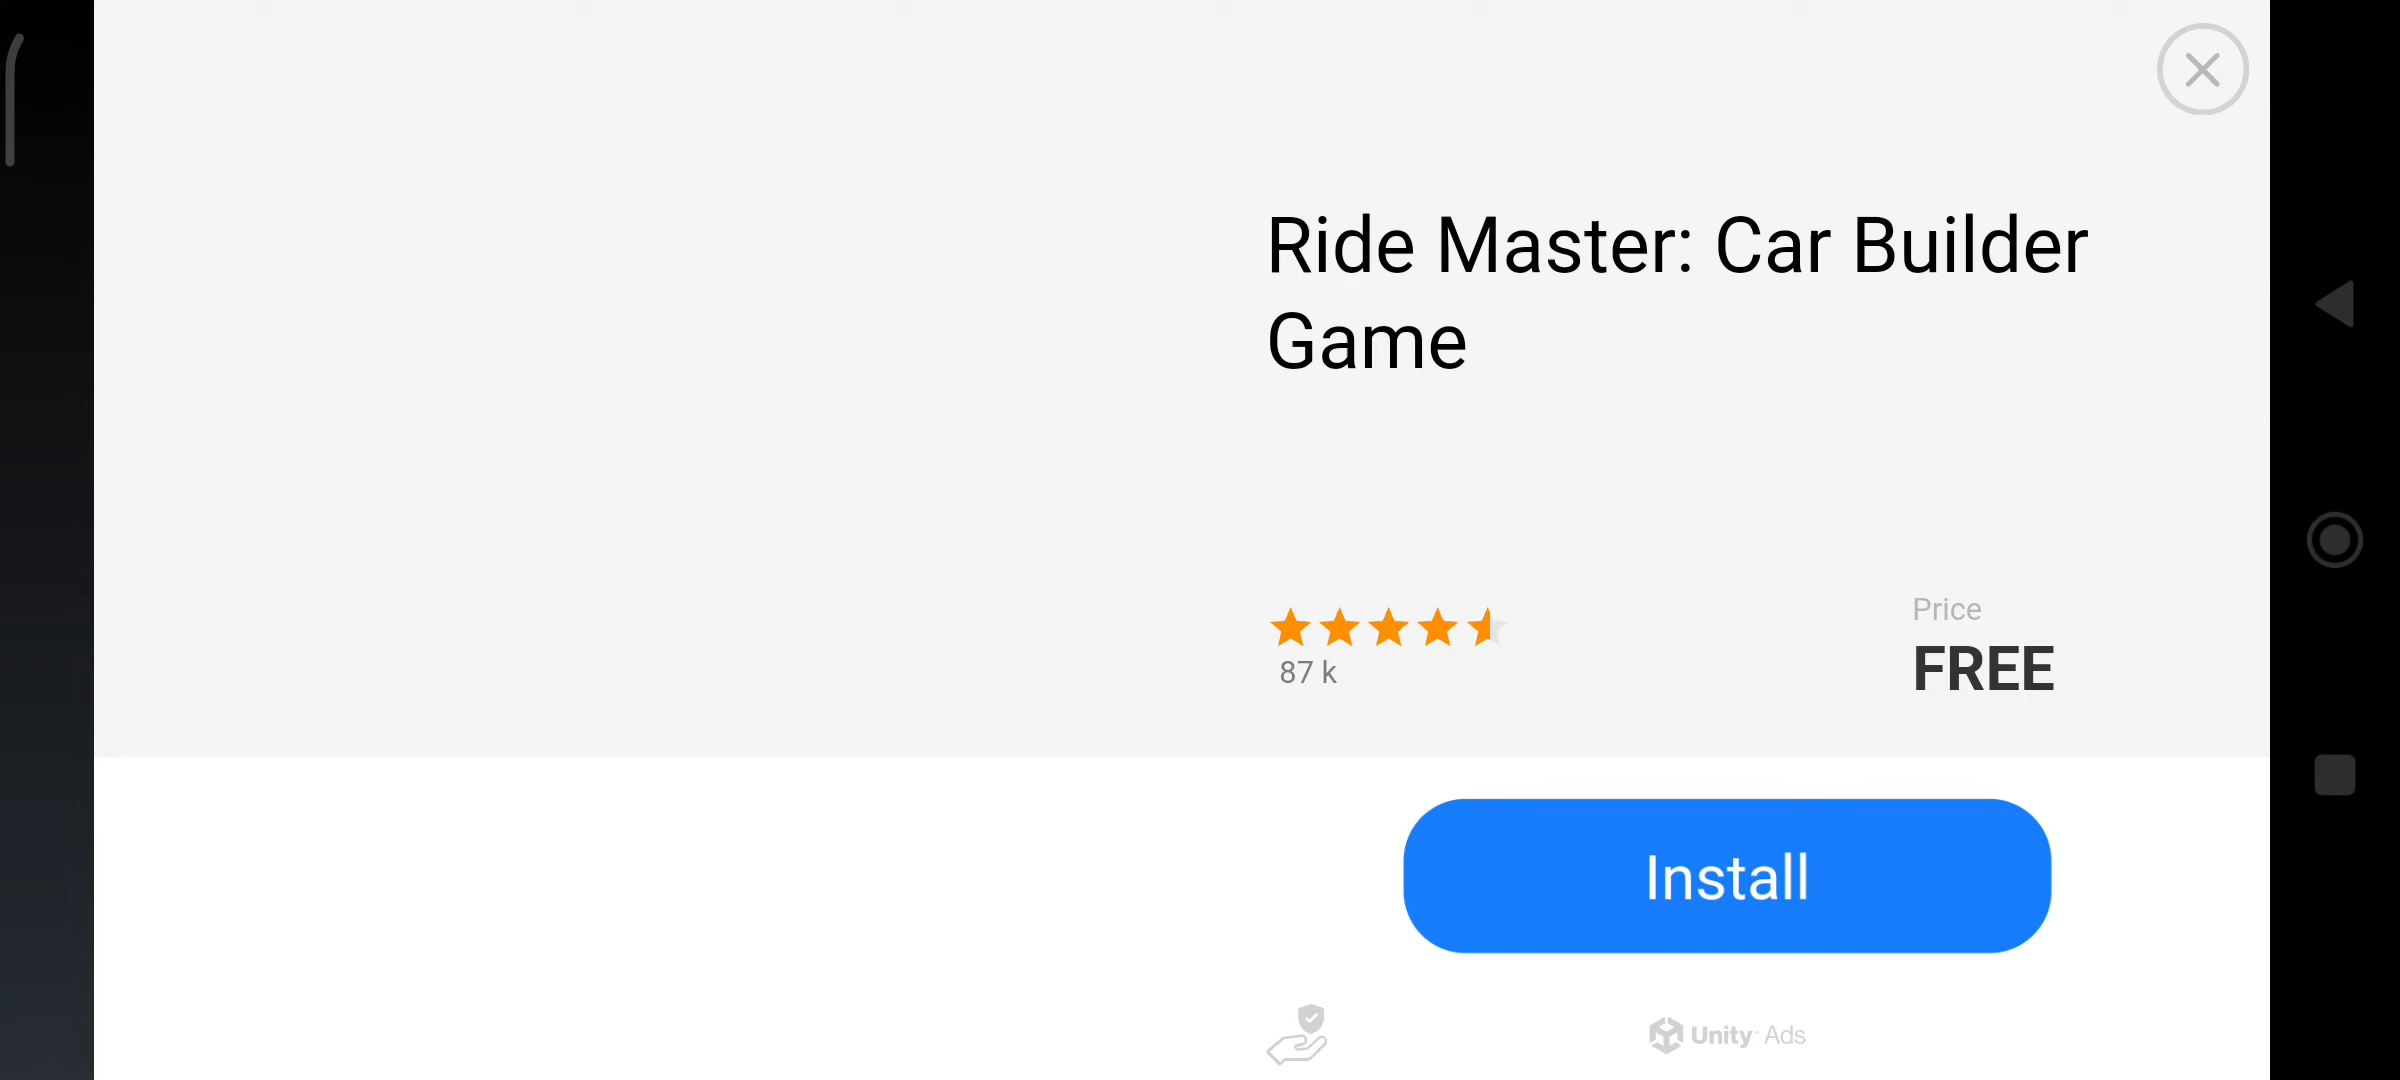 Ride Master: Car Builder
Game
87 k
Price
FREE
Install
Unity Ads